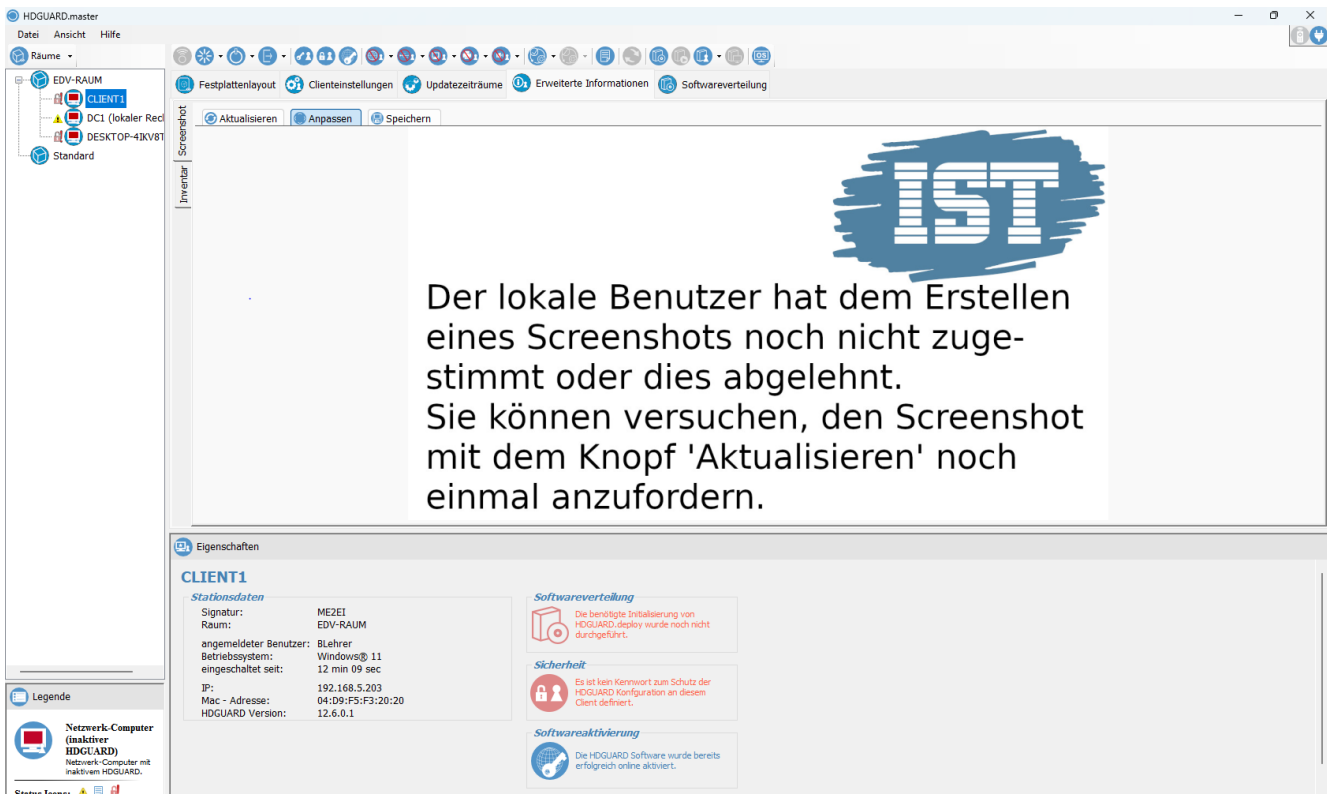 HDGUARD.master
Datei Ansicht Hilfe
Räume
EDV-RAUM
CLIENT1
DC1 (lokaler Recl
DESKTOP-4IKV8T
Standard
Festplattenlayout Clienteinstellungen Updatezeiträume Erweiterte Informationen Softwareverteilung
Screenshot
Inventar
Aktualisieren Anpassen Speichern
IST
Der lokale Benutzer hat dem Erstellen
eines Screenshots noch nicht zuge-
stimmt oder dies abgelehnt.
Sie können versuchen, den Screenshot
mit dem Knopf 'Aktualisieren' noch
einmal anzufordern.
Eigenschaften
CLIENT1
Stationsdaten
Signatur: ME2EI
Raum: EDV-RAUM
angemeldeter Benutzer: BLehrer
Betriebssystem: Windows® 11
eingeschaltet seit: 12 min 09 sec
IP: 192.168.5.203
Mac - Adresse: 04:D9:F5:F3:20:20
HDGUARD Version: 12.6.0.1
Softwareverteilung
Die benötigte Initialisierung von
HDGUARD.deploy wurde noch nicht
durchgeführt.
Sicherheit
Es ist kein Kennwort zum Schutz der
HDGUARD Konfguration an diesem
Client definiert.
Softwareaktivierung
Die HDGUARD Software wurde bereits
erfolgreich online aktiviert.
Legende
Netzwerk-Computer
(inaktiver
HDGUARD)
Netzwerk-Computer mit
inaktivem HDGUARD.
Status Icons: